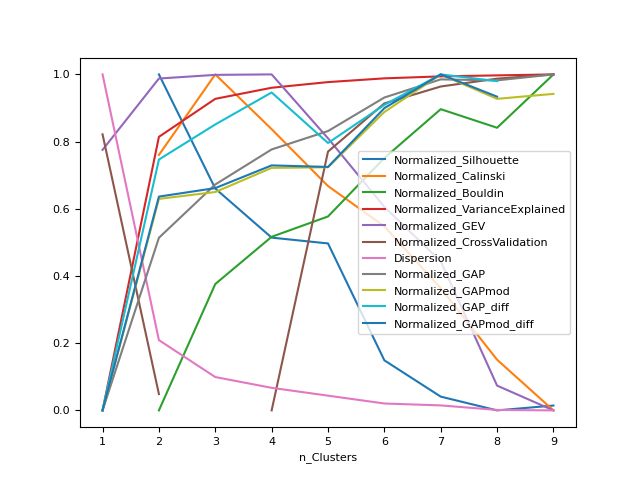 1.0
0.8
0.6
0.4
0.2
0.0
Normalized_Silhouette
Normalized_Calinski
Normalized_Bouldin
Normalized_VarianceExplained
Normalized_GEV
Normalized_CrossValidation
Dispersion
Normalized_GAP
Normalized_GAPmod
Normalized_GAP_diff
Normalized_GAPmod_diff
1 2 3 4 5 6 7 8 9
n_Clusters